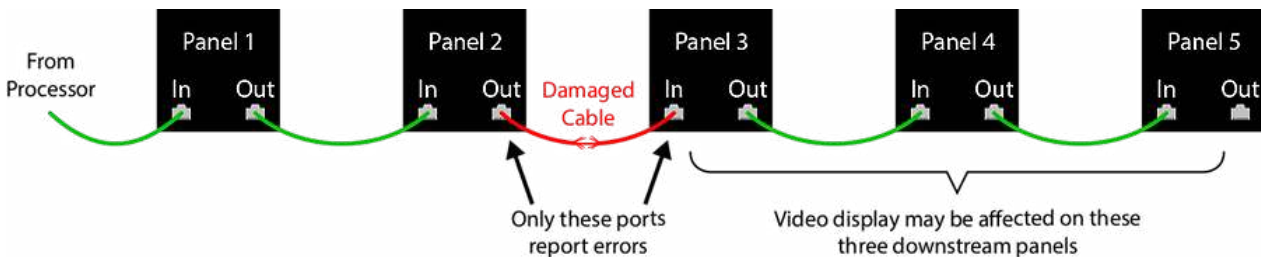 Panel 1
Panel 2
Panel 3
Panel 4
Panel 5
From
Processor
In
Out
In
Out
Damaged
Cable
In
Out
In
Out
In
Out
Only these ports
report errors
Video display may be affected on these
three downstream panels